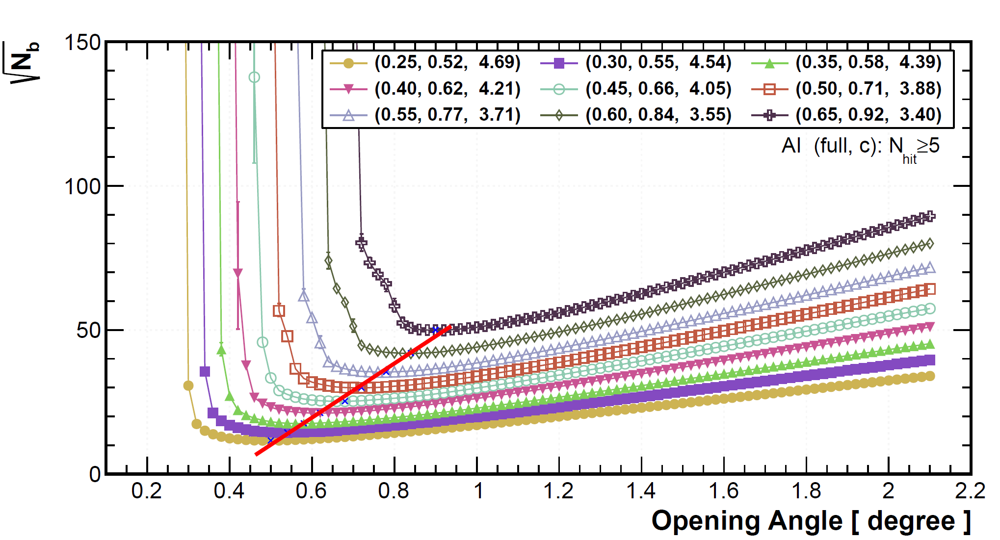 √N_b
150
100
50
0
(0.25, 0.52, 4.69) (0.30, 0.55, 4.54) (0.35, 0.58, 4.39)
(0.40, 0.62, 4.21) (0.45, 0.66, 4.05) (0.50, 0.71, 3.88)
(0.55, 0.77, 3.71) (0.60, 0.84, 3.55) (0.65, 0.92, 3.40)
AI (full, c): N_hit≥5
0.2 0.4 0.6 0.8 1 1.2 1.4 1.6 1.8 2 2.2
Opening Angle [ degree ]